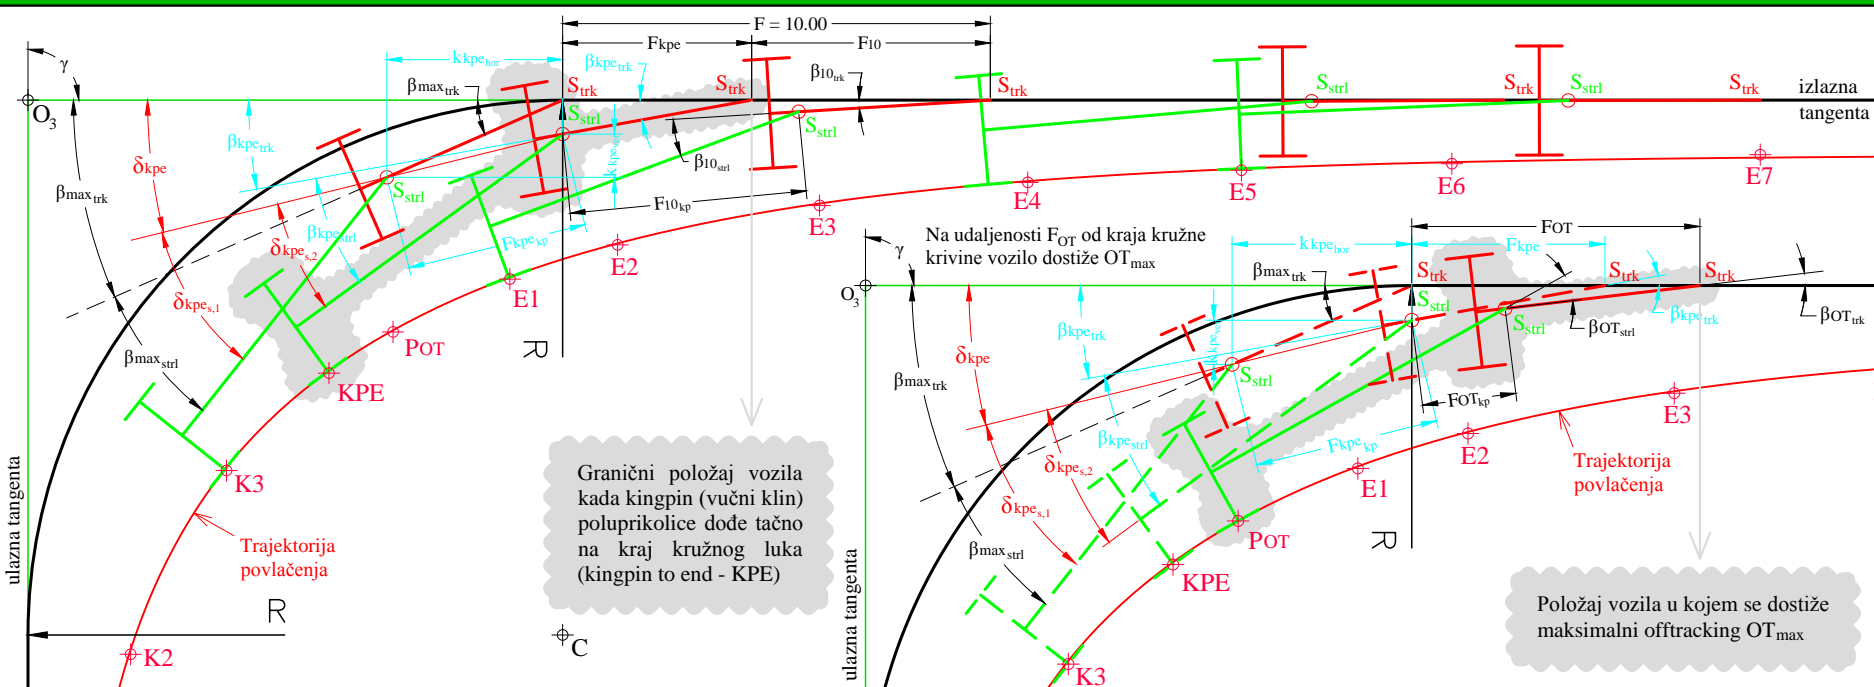 F = 10.00
Fkpe
F10
kkpehor
βkpetrk
β10trk
γ
βmaxtrk
Strk
Strk
Strk
Sstrl
Strk
Sstrl
Strk
izlazna
tangenta
O3
Sstrl
Sstrl
βkpetrk
δkpe
β10strl
βmaxtrk
Sstrl
F10kp
E7
E6
E5
E4
E3
βkpestrl
Fkpekp
δkpes,2
E2
E1
δkpes,1
POT
R
βmaxstrl
KPE
K3
ulazna tangenta
Trajektorija
povlačenja
R
K2
C
Granični položaj vozila
kada kingpin (vučni klin)
poluprikolice dođe tačno
na kraj kružnog luka
(kingpin to end - KPE)
Na udaljenosti FOT od kraja kružne
krivine vozilo dostiže OTmax
γ
kkpehor
FOT
Fkpe
βmaxtrk
Strk
Strk
Strk
O3
Sstrl
Sstrl
βOTstrl
βkpetrk
βOTtrk
βkpetrk
δkpe
Sstrl
βmaxtrk
FOTkp
E3
βkpestrl
Fkpekp
E2
δkpes,2
E1
δkpes,1
Trajektorija
povlačenja
POT
R
βmaxstrl
KPE
K3
ulazna tangenta
Položaj vozila u kojem se dostiže
maksimalni offtracking OTmax